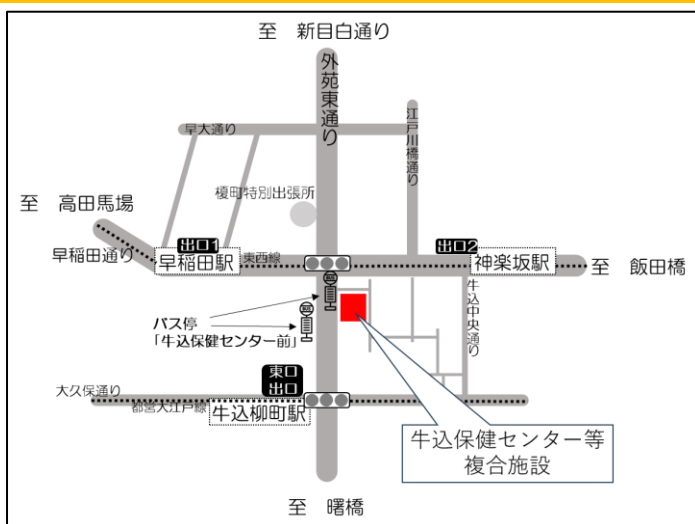 至　新目白通り
外苑東通り
早大通り
江戸川橋通り
榎町特別出張所
至　高田馬場
早稲田通り
出口1
早稲田駅
東西線
出口2
神楽坂駅
至　飯田橋
牛込中央通り
バス停
「牛込保健センター前」
大久保通り
東口
出口
都営大江戸線
牛込柳町駅
牛込保健センター等
複合施設
至　曙橋